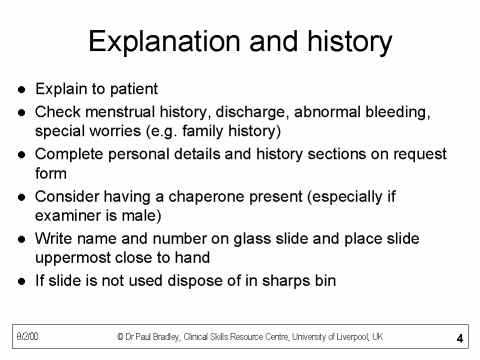 Explanation and history
● Explain to patient
● Check menstrual history, discharge, abnormal bleeding,
special worries (e.g. family history)
● Complete personal details and history sections on request
form
● Consider having a chaperone present (especially if
examiner is male)
● Write name and number on glass slide and place slide
uppermost close to hand
● If slide is not used dispose of in sharps bin
© Dr Paul Bradley, Clinical Skills Resource Centre, University of Liverpool, UK
4